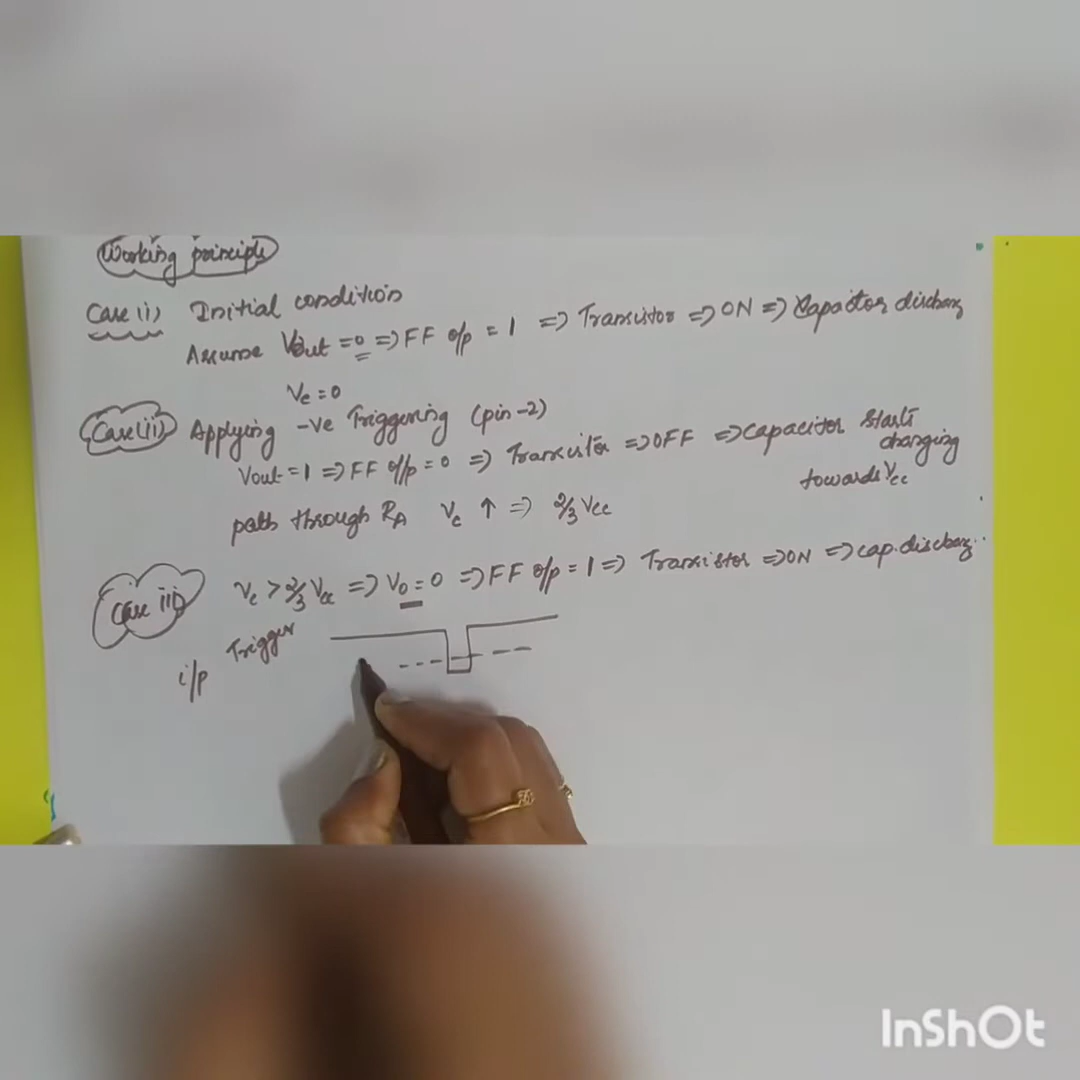 Working principle
Case (i) Initial condition
Assume Vout = 0 => FF o/p = 1 => Transistor => ON => Capacitor discharg
Vc = 0
Case (ii) Applying -ve Triggering (pin-2)
Vout = 1 => FF o/p = 0 => Transistor => OFF => Capacitor starts
charging
towards Vcc
path through RA Vc ↑ => 2/3 Vcc
Case iii) Vc > 2/3 Vcc => Vo = 0 => FF o/p = 1 => Transistor => ON => cap. discharg..
i/p Trigger
InShOt